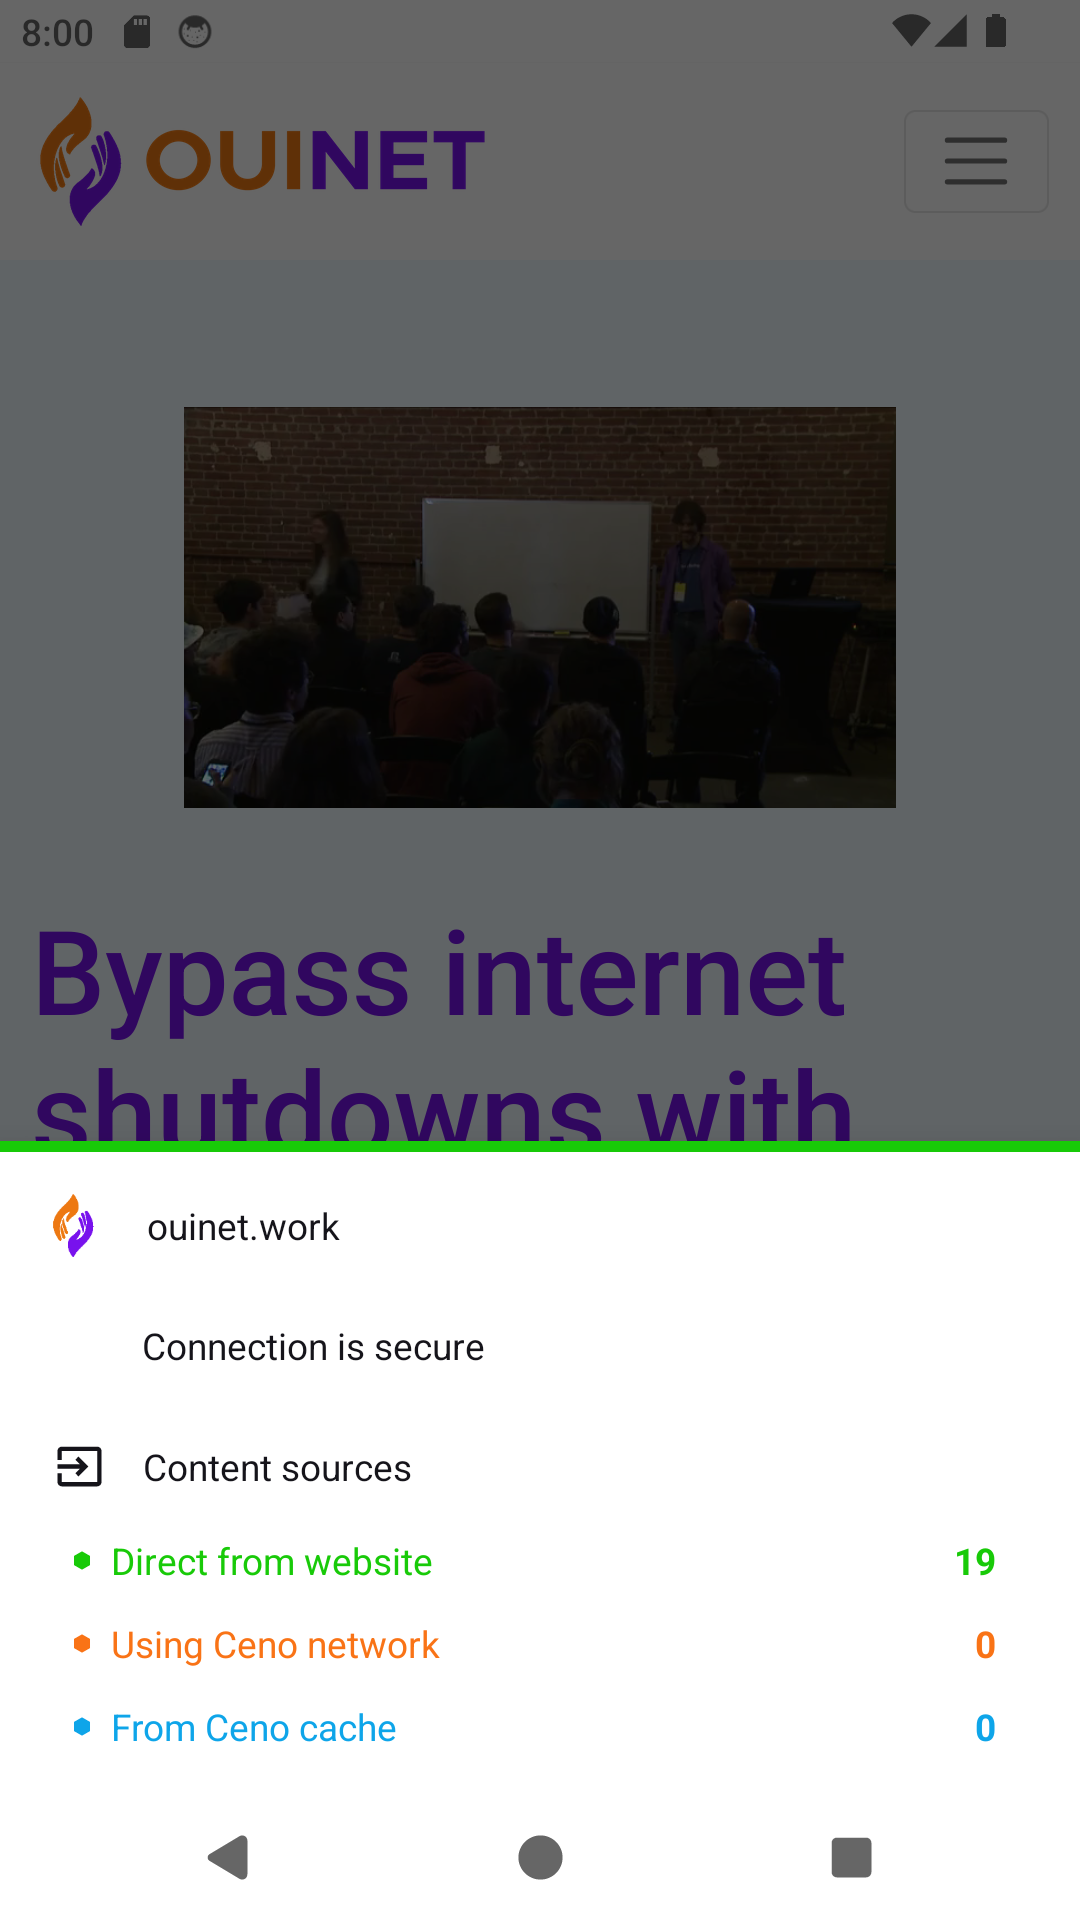 8:00
OUINET
Bypass internet
shutdowns with
ouinet.work
Connection is secure
Content sources
Direct from website 19
Using Ceno network 0
From Ceno cache 0